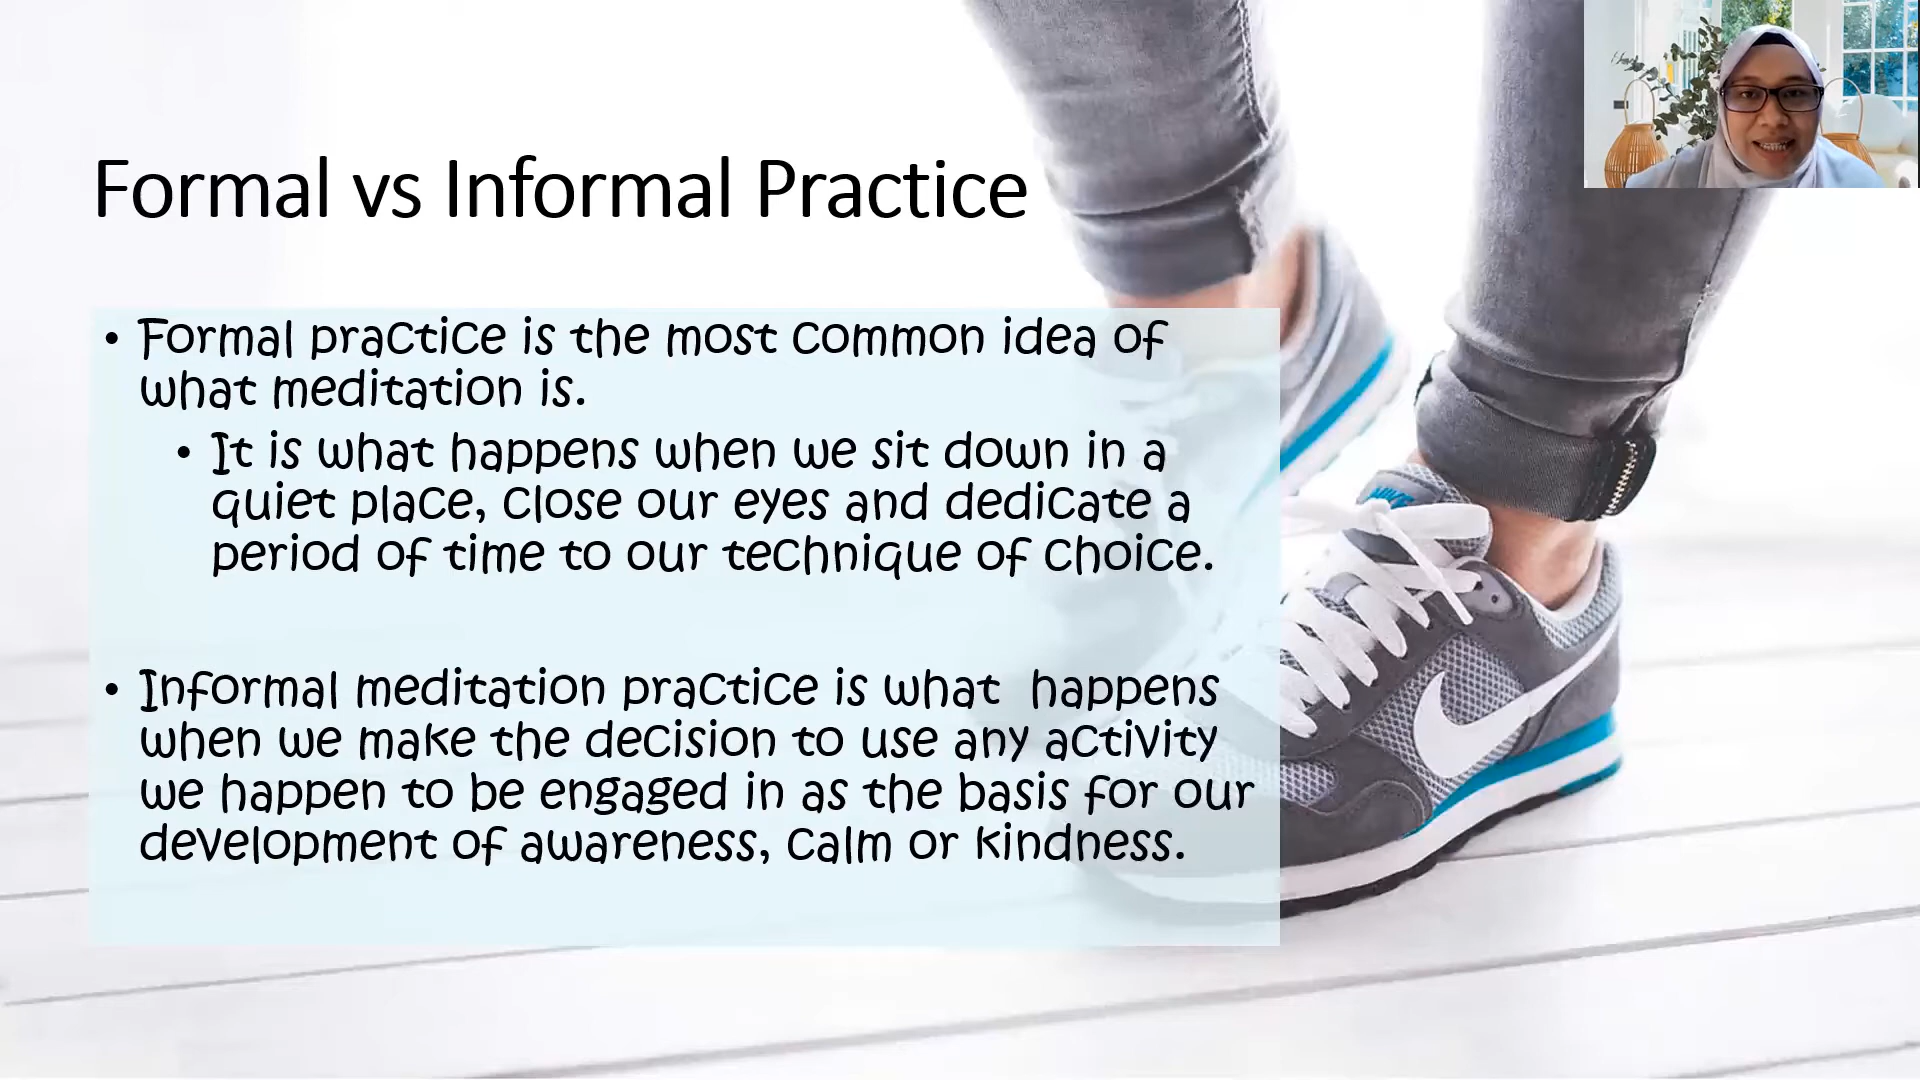 Formal vs Informal Practice
• Formal practice is the most common idea of
what meditation is.
• It is what happens when we sit down in a
quiet place, close our eyes and dedicate a
period of time to our technique of choice.
• Informal meditation practice is what  happens
when we make the decision to use any activity
we happen to be engaged in as the basis for our
development of awareness, calm or kindness.